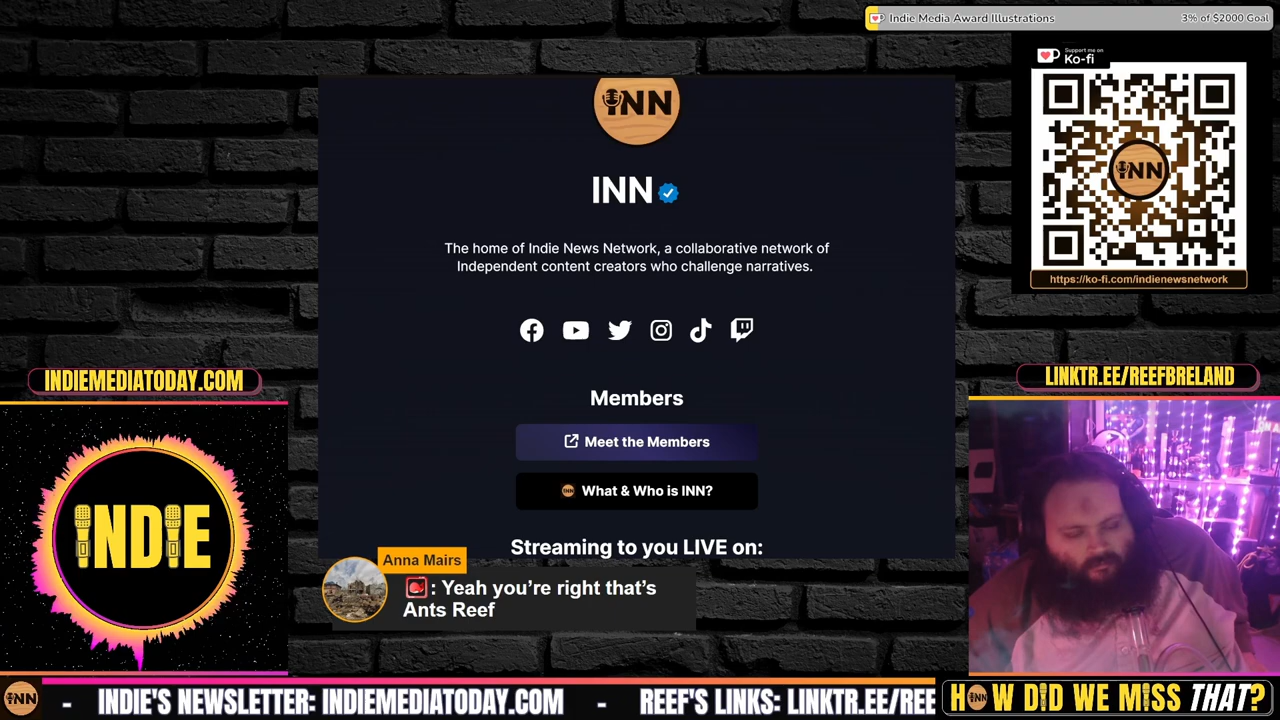 Indie Media Award Illustrations
3% of $2000 Goal
Support me on
Ko-fi
INN
https://ko-fi.com/indienewsnetwork
INN
INN
The home of Indie News Network, a collaborative network of
Independent content creators who challenge narratives.
Members
Meet the Members
INN What & Who is INN?
Streaming to you LIVE on:
INDIEMEDIATODAY.COM
INDIE
LINKTR.EE/REEFBRELAND
Anna Mairs
: Yeah you’re right that’s
Ants Reef
INN - INDIE'S NEWSLETTER: INDIEMEDIATODAY.COM - REEF'S LINKS: LINKTR.EE/REE
HOW DID WE MISS THAT?